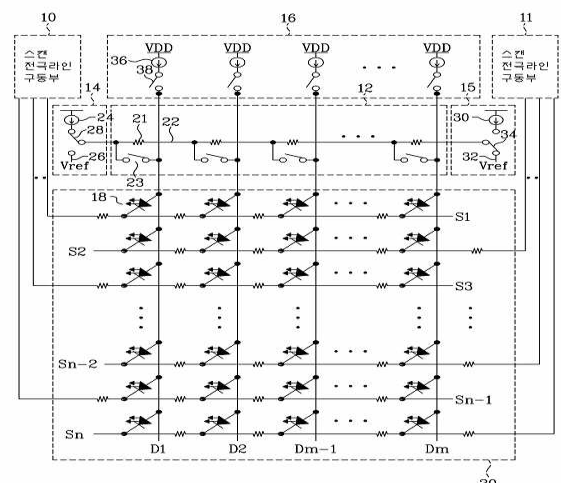 10
16
11
스캔
전극라인
구동부
VDD VDD VDD VDD
스캔
전극라인
구동부
36
38
14
12
15
24
28
21
22
30
34
26
Vref
23
32
Vref
18
S1
S2
S3
Sn-2
Sn-1
Sn
D1 D2 Dm-1 Dm
20